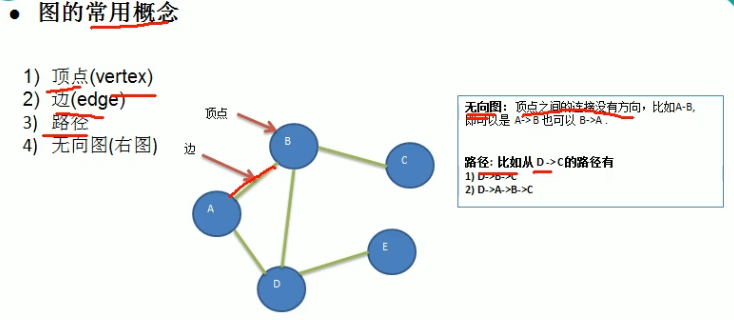 • 图的常用概念
1) 顶点(vertex)
2) 边(edge)
3) 路径
4) 无向图(右图)
顶点
边
B
C
A
E
D
无向图：顶点之间的连接没有方向，比如A-B,
即可以是 A-> B 也可以 B->A .
路径: 比如从 D ->C的路径有
1) D->B->C
2) D->A->B->C